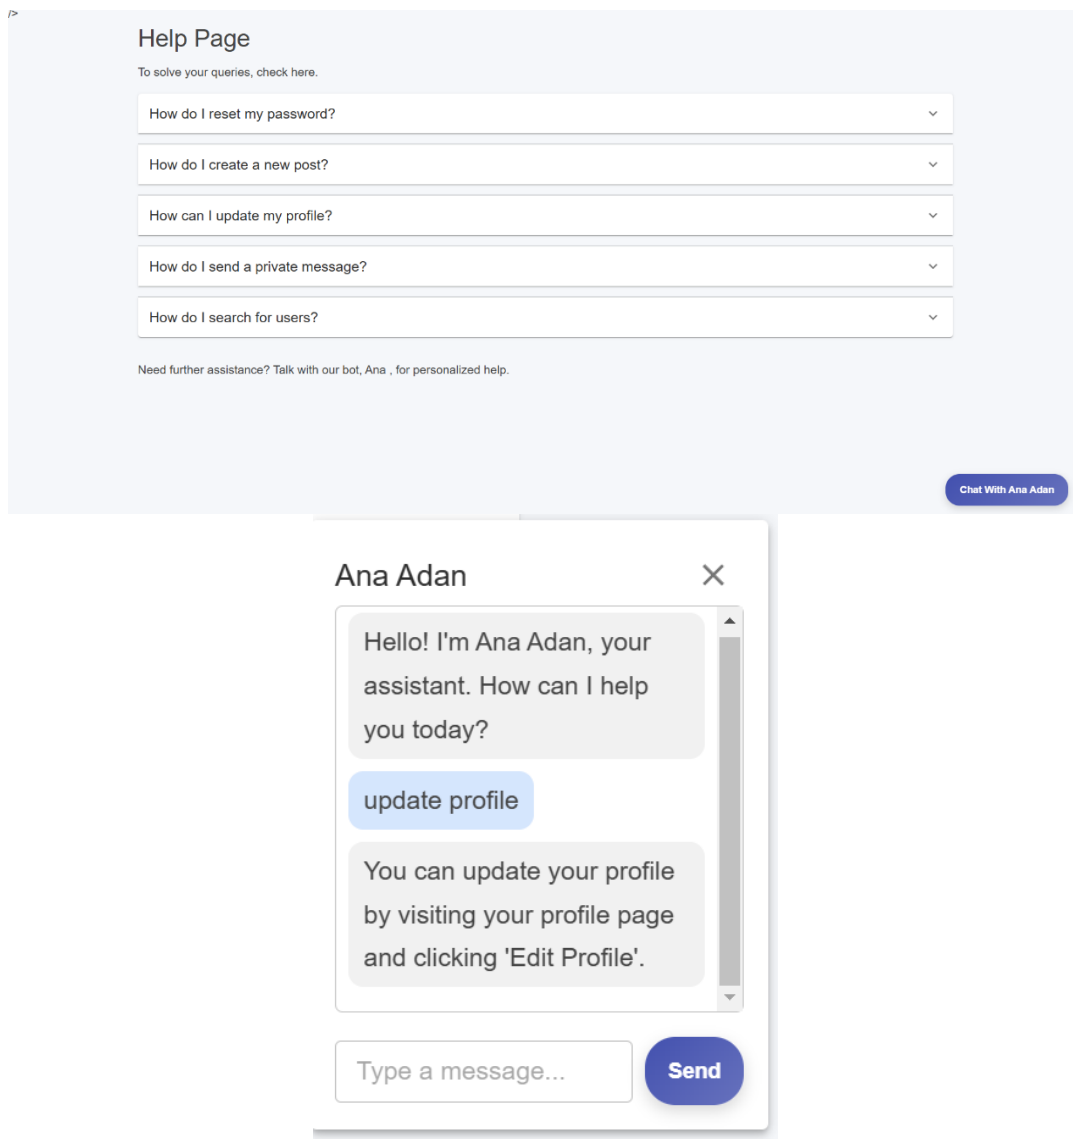 />
Help Page
To solve your queries, check here.
How do I reset my password?
How do I create a new post?
How can I update my profile?
How do I send a private message?
How do I search for users?
Need further assistance? Talk with our bot, Ana , for personalized help.
Chat With Ana Adan
Ana Adan
Hello! I'm Ana Adan, your
assistant. How can I help
you today?
update profile
You can update your profile
by visiting your profile page
and clicking 'Edit Profile'.
Type a message...
Send